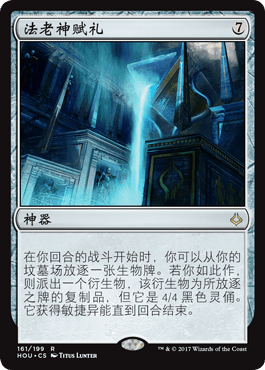 法老神赋礼 7
神器
在你回合的战斗开始时，你可以从你的
坟墓场放逐一张生物牌。若你如此作，
则派出一个衍生物，该衍生物为所放逐
之牌的复制品，但它是 4/4 黑色灵俑。
它获得敏捷异能直到回合结束。
161/199 R
HOU • CS TITUS LUNTER
™ & © 2017 Wizards of the Coast